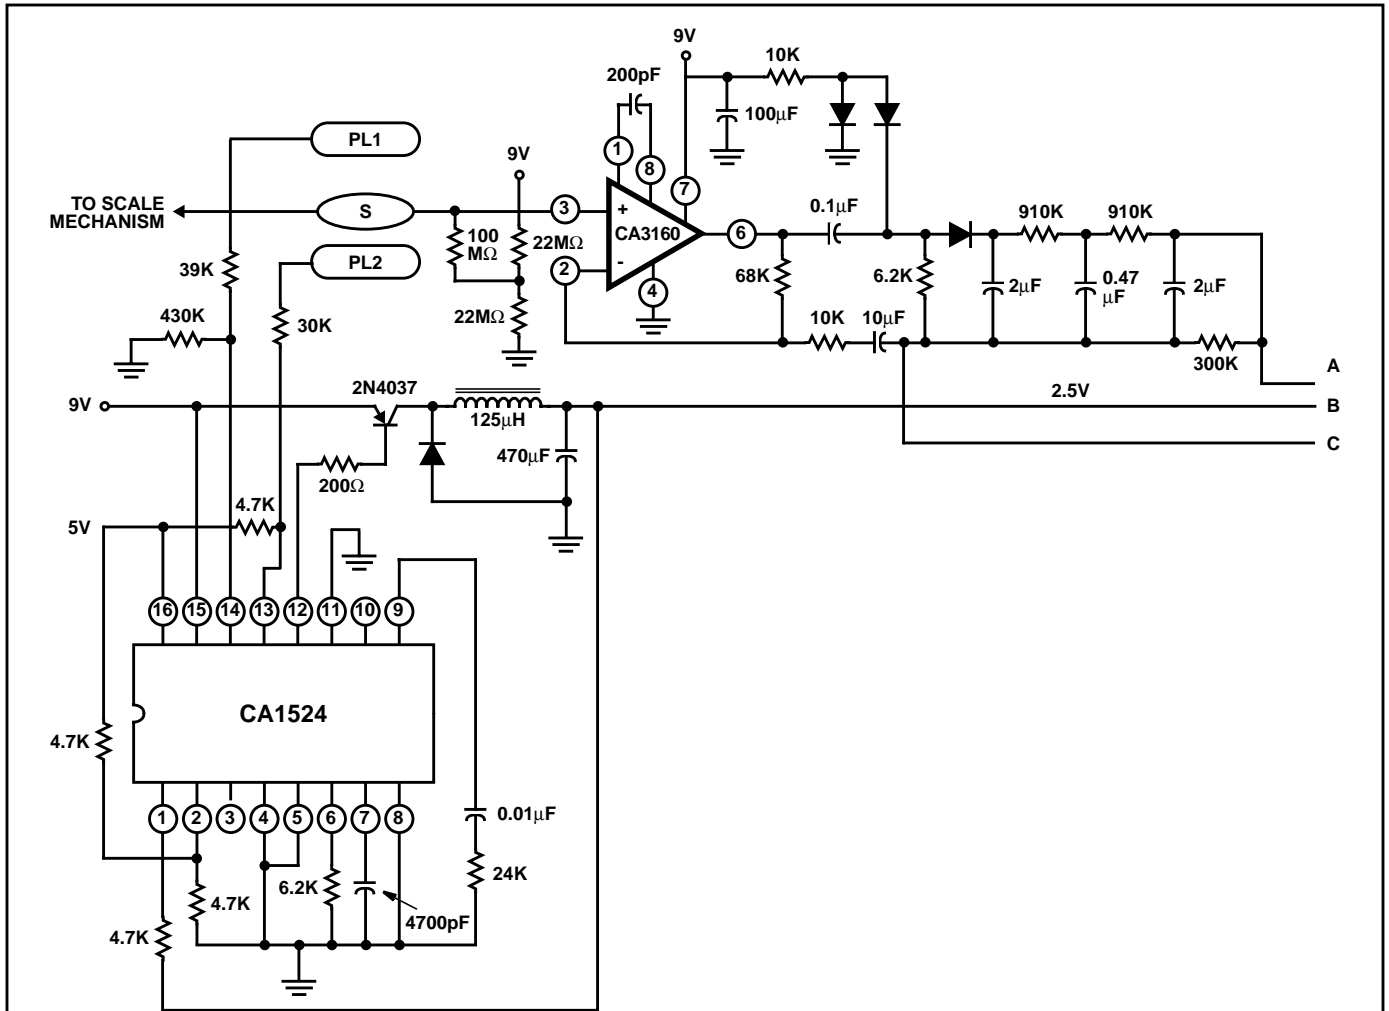 9V
10K
200pF
100μF
PL1
1
8
9V
7
TO SCALE
MECHANISM
S
3
+
CA3160
6
0.1μF
910K
910K
100
MΩ
22MΩ
PL2
2
-
4
39K
68K
6.2K
2μF
0.47
μF
2μF
22MΩ
430K
30K
10K
10μF
300K
A
2N4037
2.5V
9V
B
125μH
C
470μF
200Ω
4.7K
5V
16
15
14
13
12
11
10
9
CA1524
4.7K
1
2
3
4
5
6
7
8
0.01μF
24K
6.2K
4.7K
4700pF
4.7K